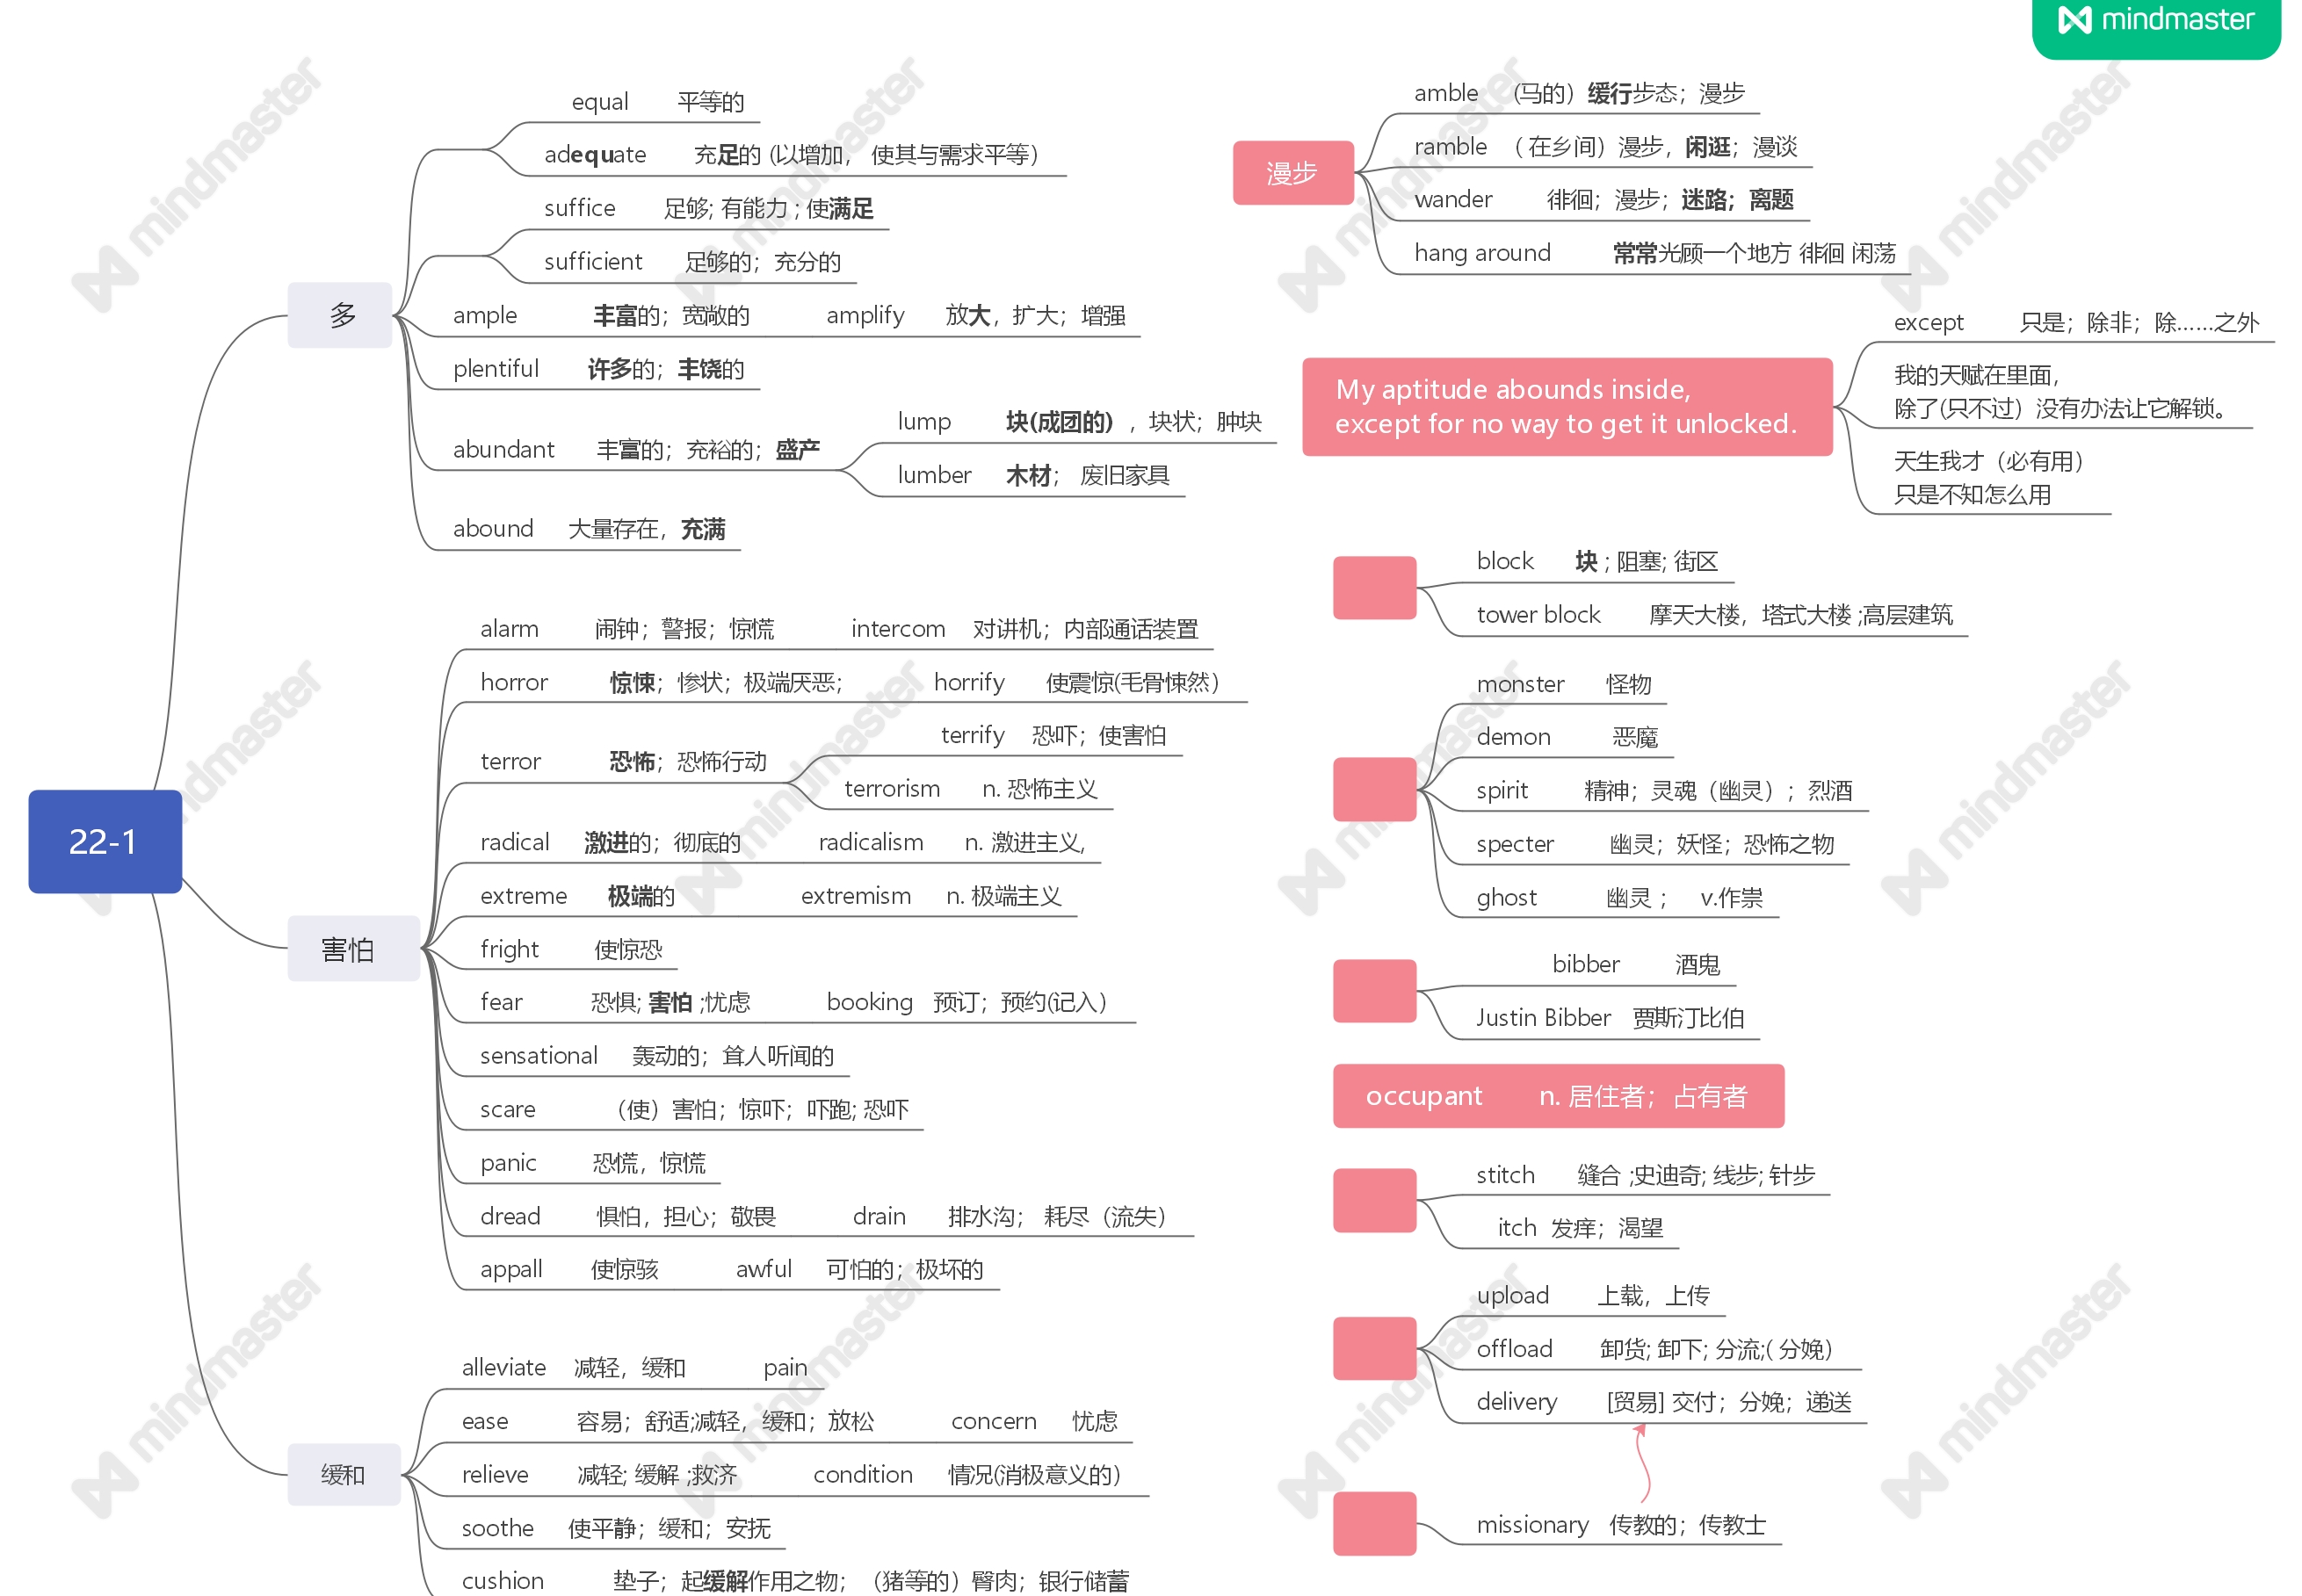 mindmaster
22-1
多
equal 平等的
adequate 充足的 (以增加， 使其与需求平等）
suffice 足够; 有能力 ; 使满足
sufficient 足够的；充分的
ample 丰富的；宽敞的 amplify 放大，扩大；增强
plentiful 许多的；丰饶的
abundant 丰富的；充裕的；盛产
lump 块(成团的) ，块状；肿块
lumber 木材； 废旧家具
abound 大量存在，充满
害怕
alarm 闹钟；警报；惊慌 intercom 对讲机；内部通话装置
horror 惊悚；惨状；极端厌恶； horrify 使震惊(毛骨悚然）
terror 恐怖；恐怖行动
terrify 恐吓；使害怕
terrorism n. 恐怖主义
radical 激进的；彻底的 radicalism n. 激进主义,
extreme 极端的 extremism n. 极端主义
fright 使惊恐
fear 恐惧; 害怕 ;忧虑 booking 预订；预约(记入）
sensational 轰动的；耸人听闻的
scare （使）害怕；惊吓；吓跑; 恐吓
panic 恐慌，惊慌
dread 惧怕，担心；敬畏 drain 排水沟； 耗尽（流失）
appall 使惊骇 awful 可怕的；极坏的
缓和
alleviate 减轻，缓和 pain
ease 容易；舒适;减轻，缓和；放松 concern 忧虑
relieve 减轻; 缓解 ;救济 condition 情况(消极意义的）
soothe 使平静；缓和；安抚
cushion 垫子；起缓解作用之物；（猪等的）臀肉；银行储蓄
漫步
amble （马的）缓行步态；漫步
ramble （ 在乡间）漫步，闲逛；漫谈
wander 徘徊；漫步；迷路；离题
hang around 常常光顾一个地方 徘徊 闲荡
My aptitude abounds inside,
except for no way to get it unlocked.
except 只是；除非；除……之外
我的天赋在里面，
除了(只不过）没有办法让它解锁。
天生我才（必有用）
只是不知怎么用
block 块 ; 阻塞; 街区
tower block 摩天大楼，塔式大楼 ;高层建筑
monster 怪物
demon 恶魔
spirit 精神；灵魂（幽灵）；烈酒
specter 幽灵；妖怪；恐怖之物
ghost 幽灵 ； v.作祟
bibber 酒鬼
Justin Bibber 贾斯汀比伯
occupant n. 居住者； 占有者
stitch 缝合 ;史迪奇; 线步; 针步
itch 发痒；渴望
upload 上载，上传
offload 卸货; 卸下; 分流;( 分娩）
delivery [贸易] 交付；分娩；递送
missionary 传教的；传教士